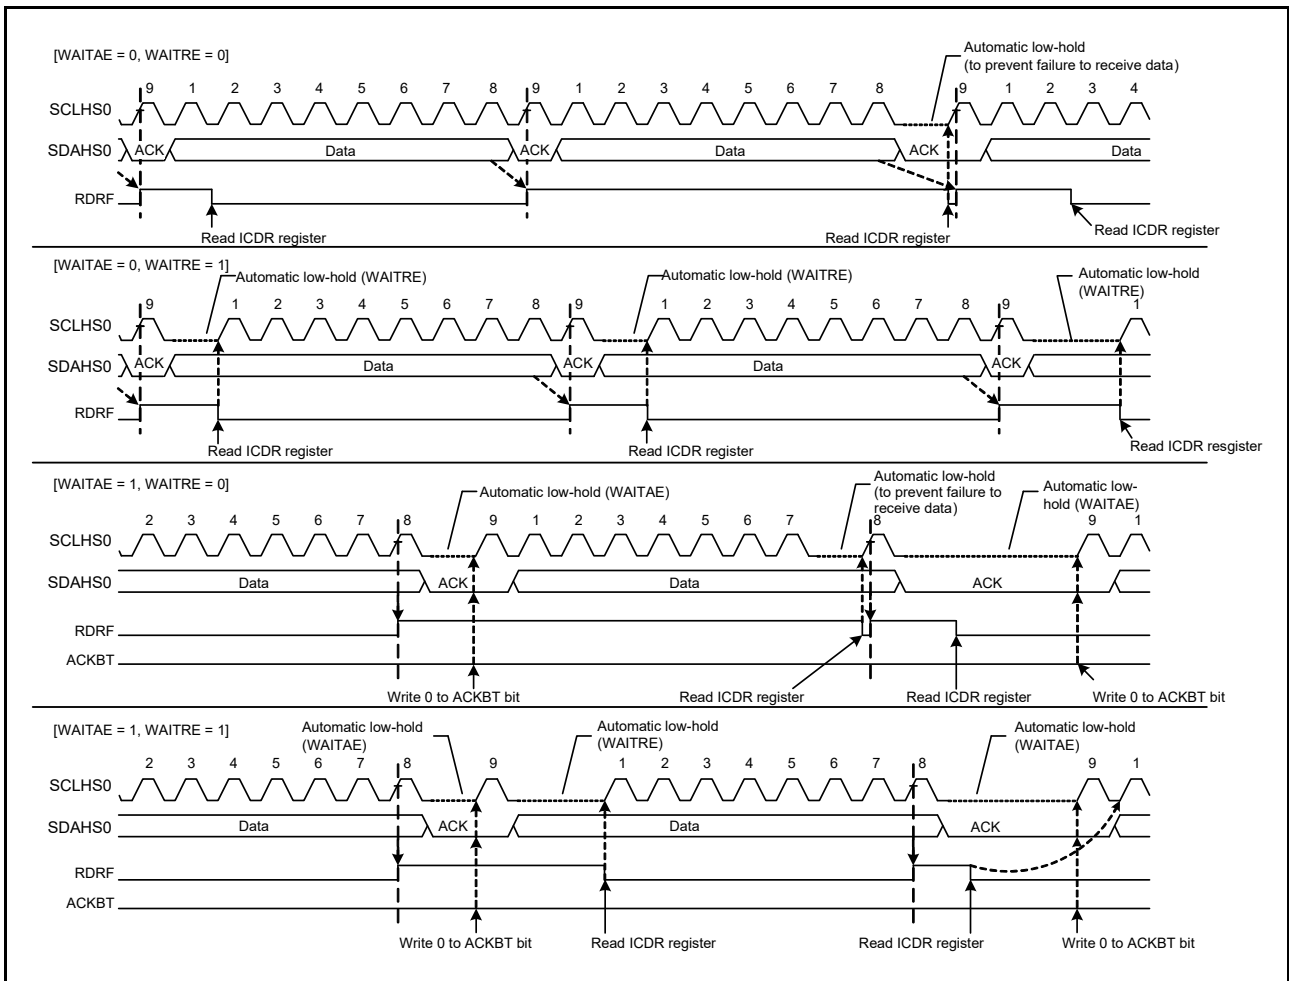 [WAITAE = 0, WAITRE = 0]
Automatic low-hold
(to prevent failure to receive data)
9 1 2 3 4 5 6 7 8 9 1 2 3 4 5 6 7 8 9 1 2 3 4
SCLHS0
SDAHS0 ACK Data ACK Data ACK Data
RDRF
Read ICDR register Read ICDR register Read ICDR register
[WAITAE = 0, WAITRE = 1]
Automatic low-hold (WAITRE) Automatic low-hold (WAITRE) Automatic low-hold
(WAITRE)
9 1 2 3 4 5 6 7 8 9 1 2 3 4 5 6 7 8 9 1
SCLHS0
SDAHS0 ACK Data ACK Data ACK
RDRF
Read ICDR register Read ICDR register Read ICDR resgister
[WAITAE = 1, WAITRE = 0]
Automatic low-hold (WAITAE)
Automatic low-hold
(to prevent failure to
receive data)
Automatic low-
hold (WAITAE)
2 3 4 5 6 7 8 9 1 2 3 4 5 6 7 8 9 1
SCLHS0
SDAHS0 Data ACK Data ACK
RDRF
ACKBT
Write 0 to ACKBT bit Read ICDR register Read ICDR register Write 0 to ACKBT bit
[WAITAE = 1, WAITRE = 1]
Automatic low-hold
(WAITAE)
Automatic low-hold
(WAITRE)
Automatic low-hold
(WAITAE)
2 3 4 5 6 7 8 9 1 2 3 4 5 6 7 8 9 1
SCLHS0
SDAHS0 Data ACK Data ACK
RDRF
ACKBT
Write 0 to ACKBT bit Read ICDR register Read ICDR register Write 0 to ACKBT bit